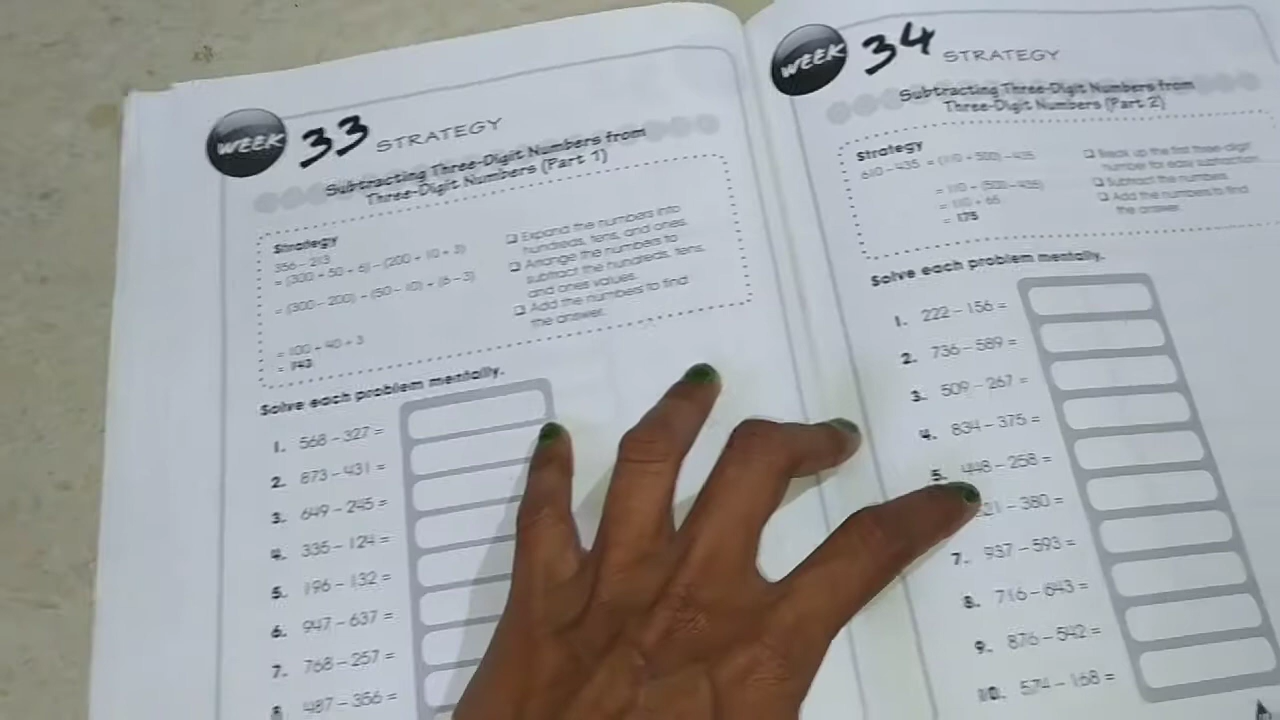 WEEK 33 STRATEGY
Subtracting Three-Digit Numbers from
Three-Digit Numbers (Part 1)
Strategy
356 – 213
= (300 + 50 + 6) – (200 + 10 + 3)
= (300 – 200) + (50 – 10) + (6 – 3)
= 100 + 40 + 3
= 143
Expand the numbers into
hundreds, tens, and ones.
Arrange the numbers to
subtract the hundreds, tens,
and ones values.
Add the numbers to find
the answer.
Solve each problem mentally.
1. 568 – 327 =
2. 873 – 431 =
3. 649 – 245 =
4. 335 – 124 =
5. 196 – 132 =
6. 947 – 637 =
7. 768 – 257 =
8. 487 – 356 =
WEEK 34 STRATEGY
Subtracting Three-Digit Numbers from
Three-Digit Numbers (Part 2)
Strategy
610 – 435 = (110 + 500) – 435
= 110 + (500 – 435)
= 110 + 65
= 175
Break up the first three-digit
number for easy subtraction.
Subtract the numbers.
Add the numbers to find
the answer.
Solve each problem mentally.
1. 222 – 156 =
2. 736 – 589 =
3. 509 – 267 =
4. 834 – 375 =
5. 448 – 258 =
21 – 380 =
7. 937 – 593 =
8. 716 – 643 =
9. 876 – 542 =
10. 574 – 168 =